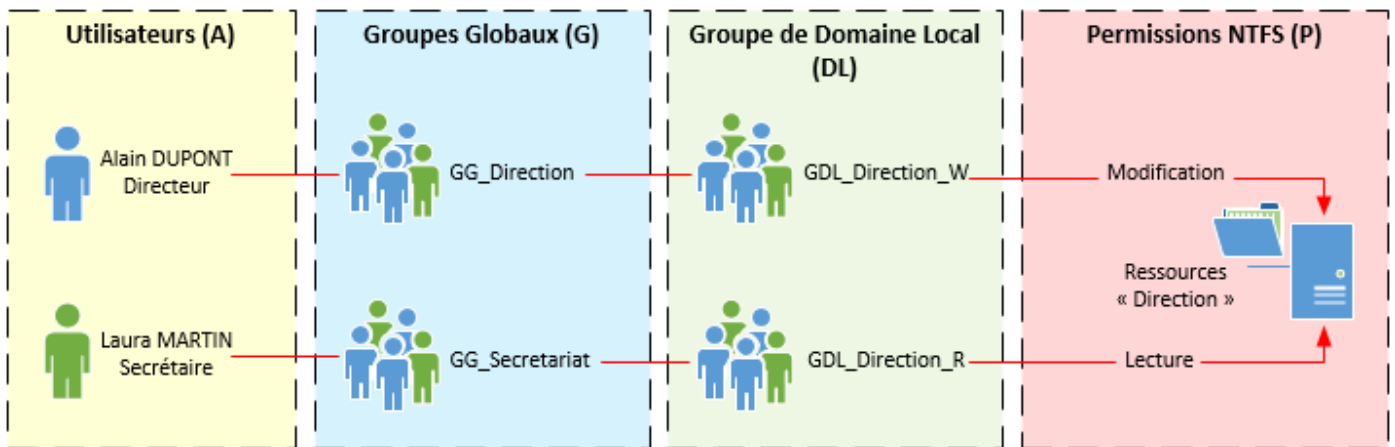 Utilisateurs (A)
Groupes Globaux (G)
Groupe de Domaine Local
(DL)
Permissions NTFS (P)
Alain DUPONT
Directeur
GG_Direction
GDL_Direction_W
Modification
Ressources
« Direction »
Laura MARTIN
Secrétaire
GG_Secretariat
GDL_Direction_R
Lecture